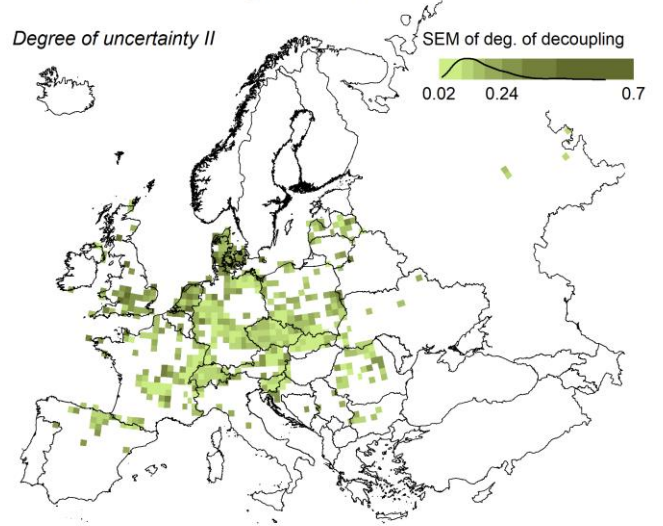 Degree of uncertainty II
SEM of deg. of decoupling
0.02 0.24 0.7